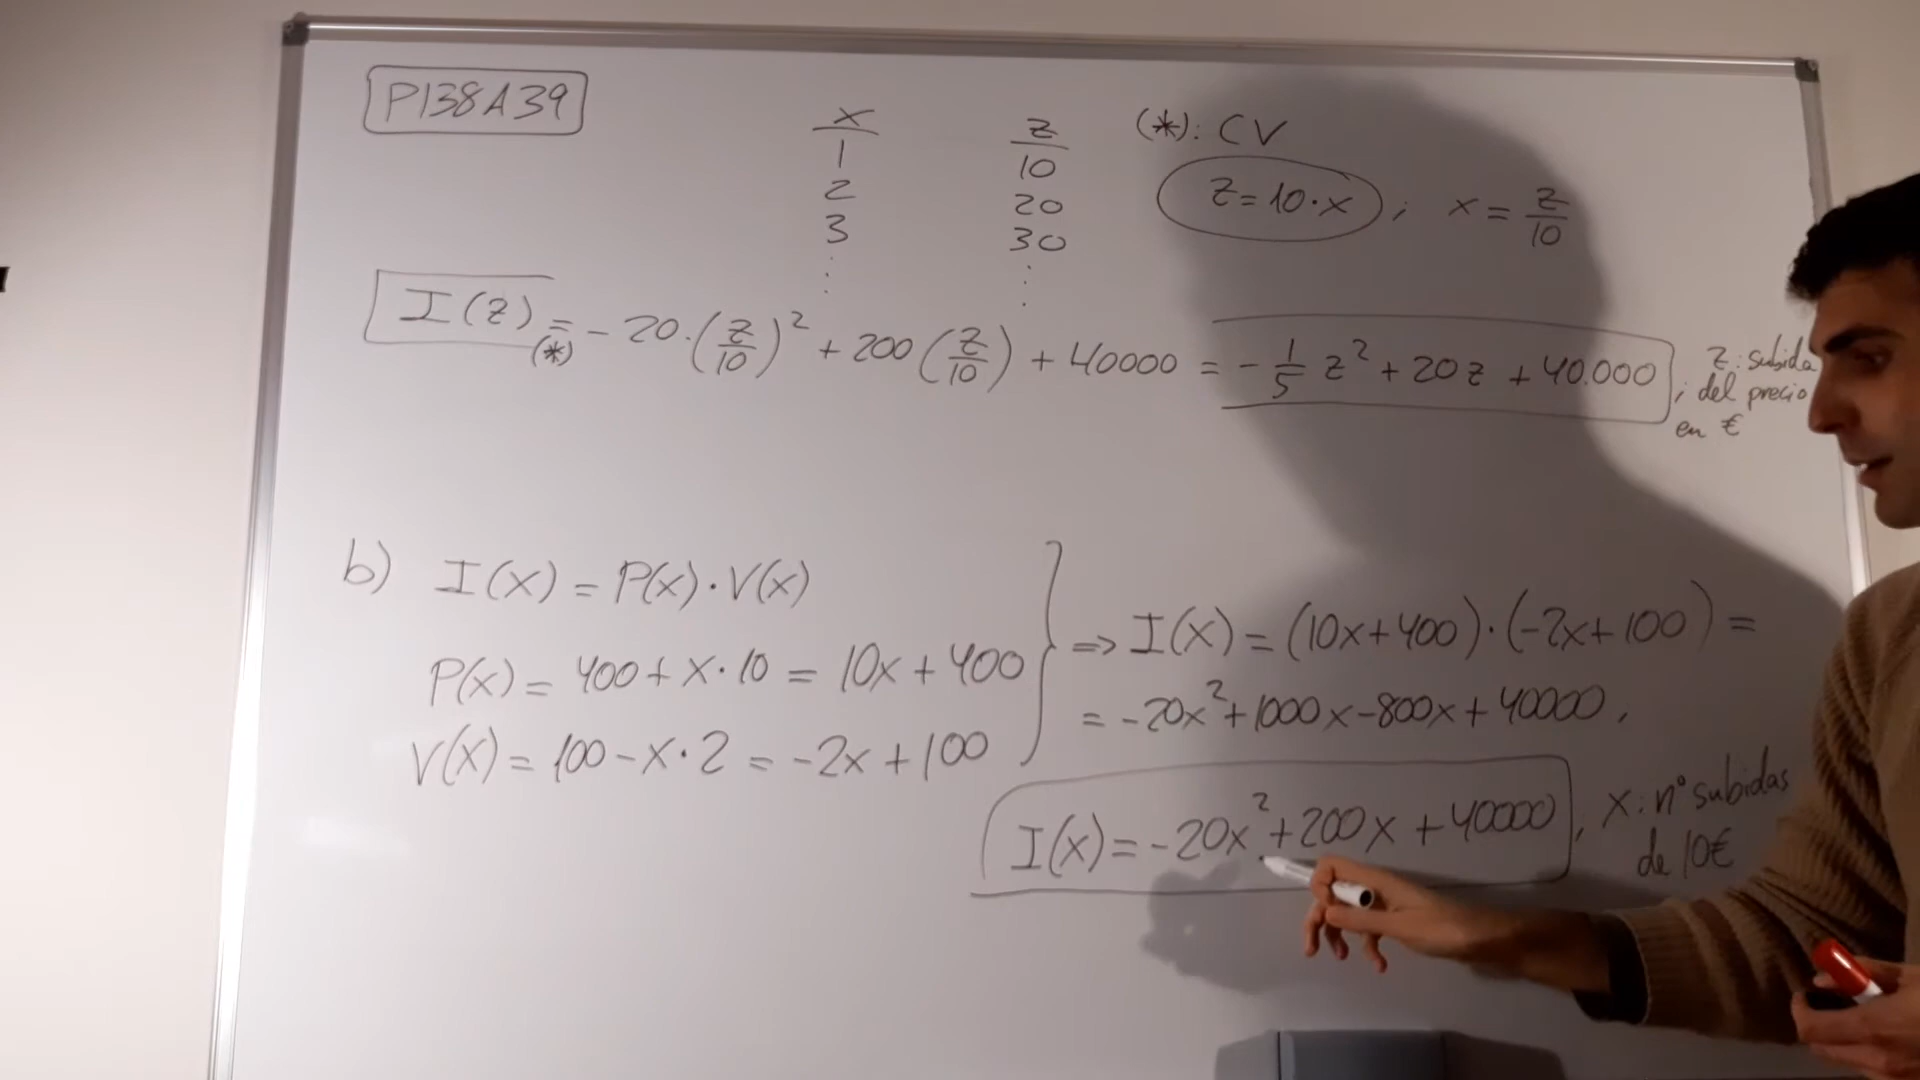 P138A39
x
1
2
3
⋮
z
10
20
30
⋮
(*): CV
z = 10·x ; x = z/10
I(z) =(*) -20·(z/10)² + 200(z/10) + 40000 = -1/5 z² + 20z + 40.000 ; z: subida
del precio
en €
b) I(x) = P(x)·V(x)
P(x) = 400 + x·10 = 10x + 400
V(x) = 100 - x·2 = -2x + 100
=> I(x) = (10x+400)·(-2x+100) =
= -20x² + 1000x - 800x + 40000,
I(x) = -20x² + 200x + 40000, x: nº subidas
de 10€